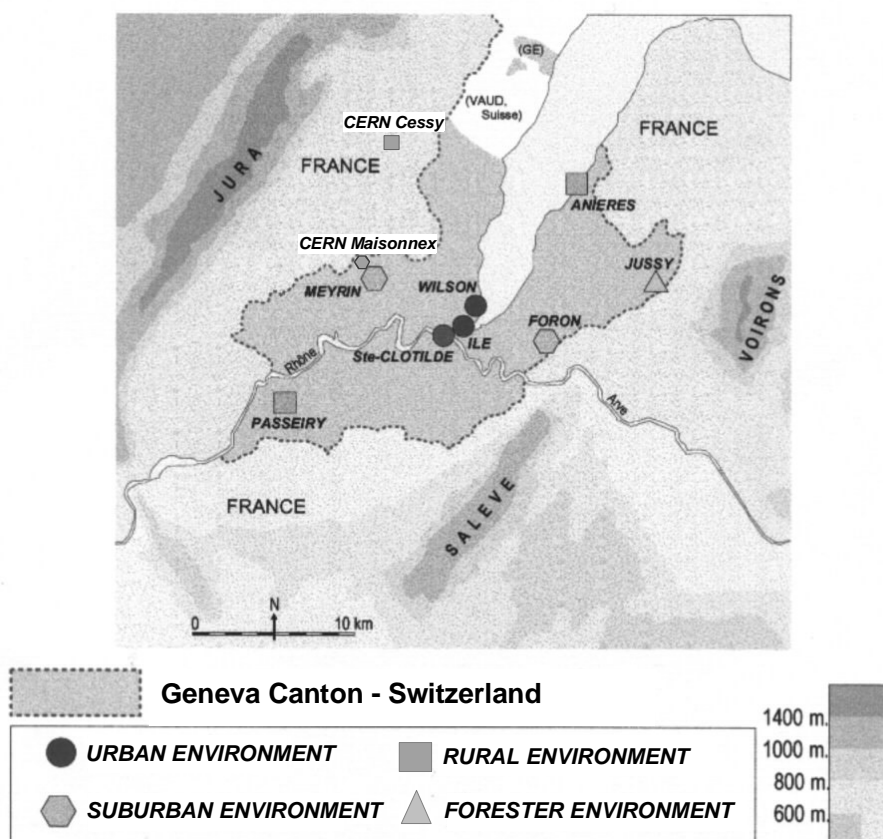 (GE)
(VAUD,
Suisse)
CERN Cessy
FRANCE
FRANCE
JURA
ANIERES
CERN Maisonnex
MEYRIN
WILSON
JUSSY
VOIRONS
FORON
ILE
Ste-CLOTILDE
Rhône
Arve
PASSEIRY
SALEVE
FRANCE
N
0 10 km
Geneva Canton - Switzerland
URBAN ENVIRONMENT
RURAL ENVIRONMENT
SUBURBAN ENVIRONMENT
FORESTER ENVIRONMENT
1400 m.
1000 m.
800 m.
600 m.